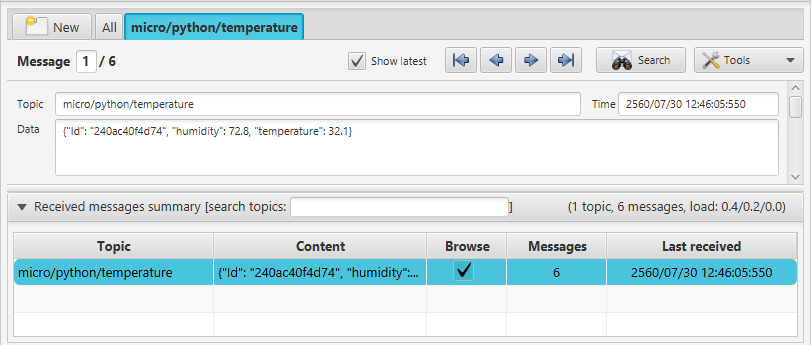 New All micro/python/temperature
Message 1 / 6 Show latest Search Tools
Topic micro/python/temperature Time 2560/07/30 12:46:05:550
Data {"Id": "240ac40f4d74", "humidity": 72.8, "temperature": 32.1}
Received messages summary [search topics: ] (1 topic, 6 messages, load: 0.4/0.2/0.0)
Topic Content Browse Messages Last received
micro/python/temperature {"Id": "240ac40f4d74", "humidity":... 6 2560/07/30 12:46:05:550